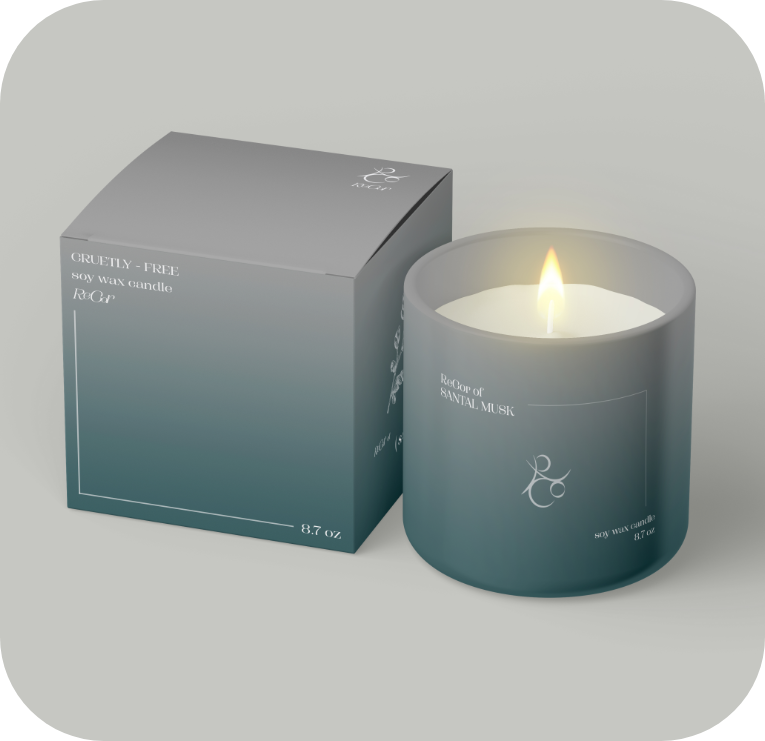 ReCor
CRUETLY - FREE
soy wax candle
ReCor
8.7 oz
ReCor of
SANTAL MUSK
soy wax candle
8.7 oz